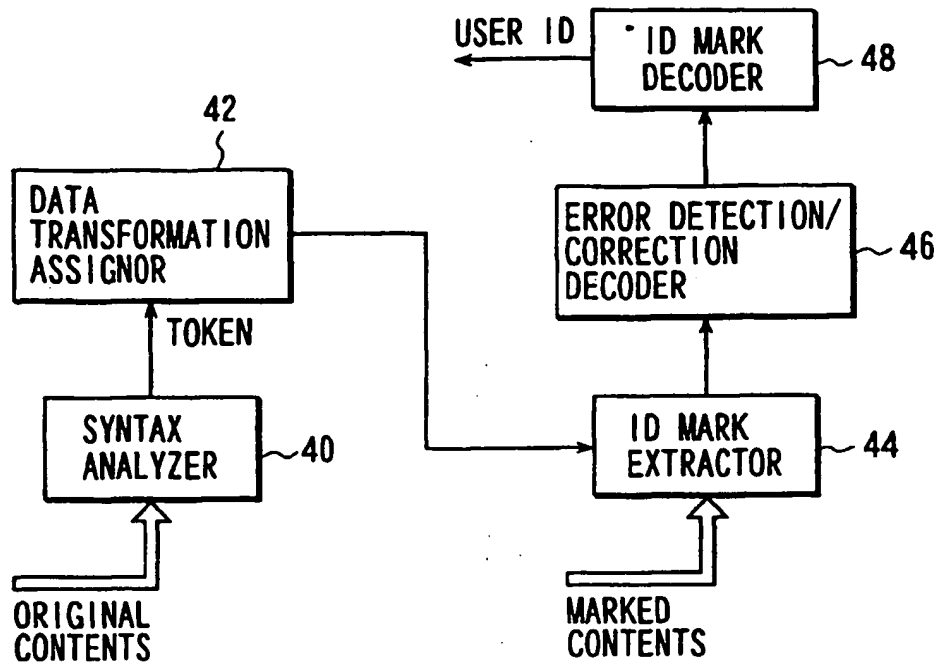 USER ID
ID MARK
DECODER
48
42
DATA
TRANSFORMATION
ASSIGNOR
ERROR DETECTION/
CORRECTION
DECODER
46
TOKEN
SYNTAX
ANALYZER
40
ID MARK
EXTRACTOR
44
ORIGINAL
CONTENTS
MARKED
CONTENTS